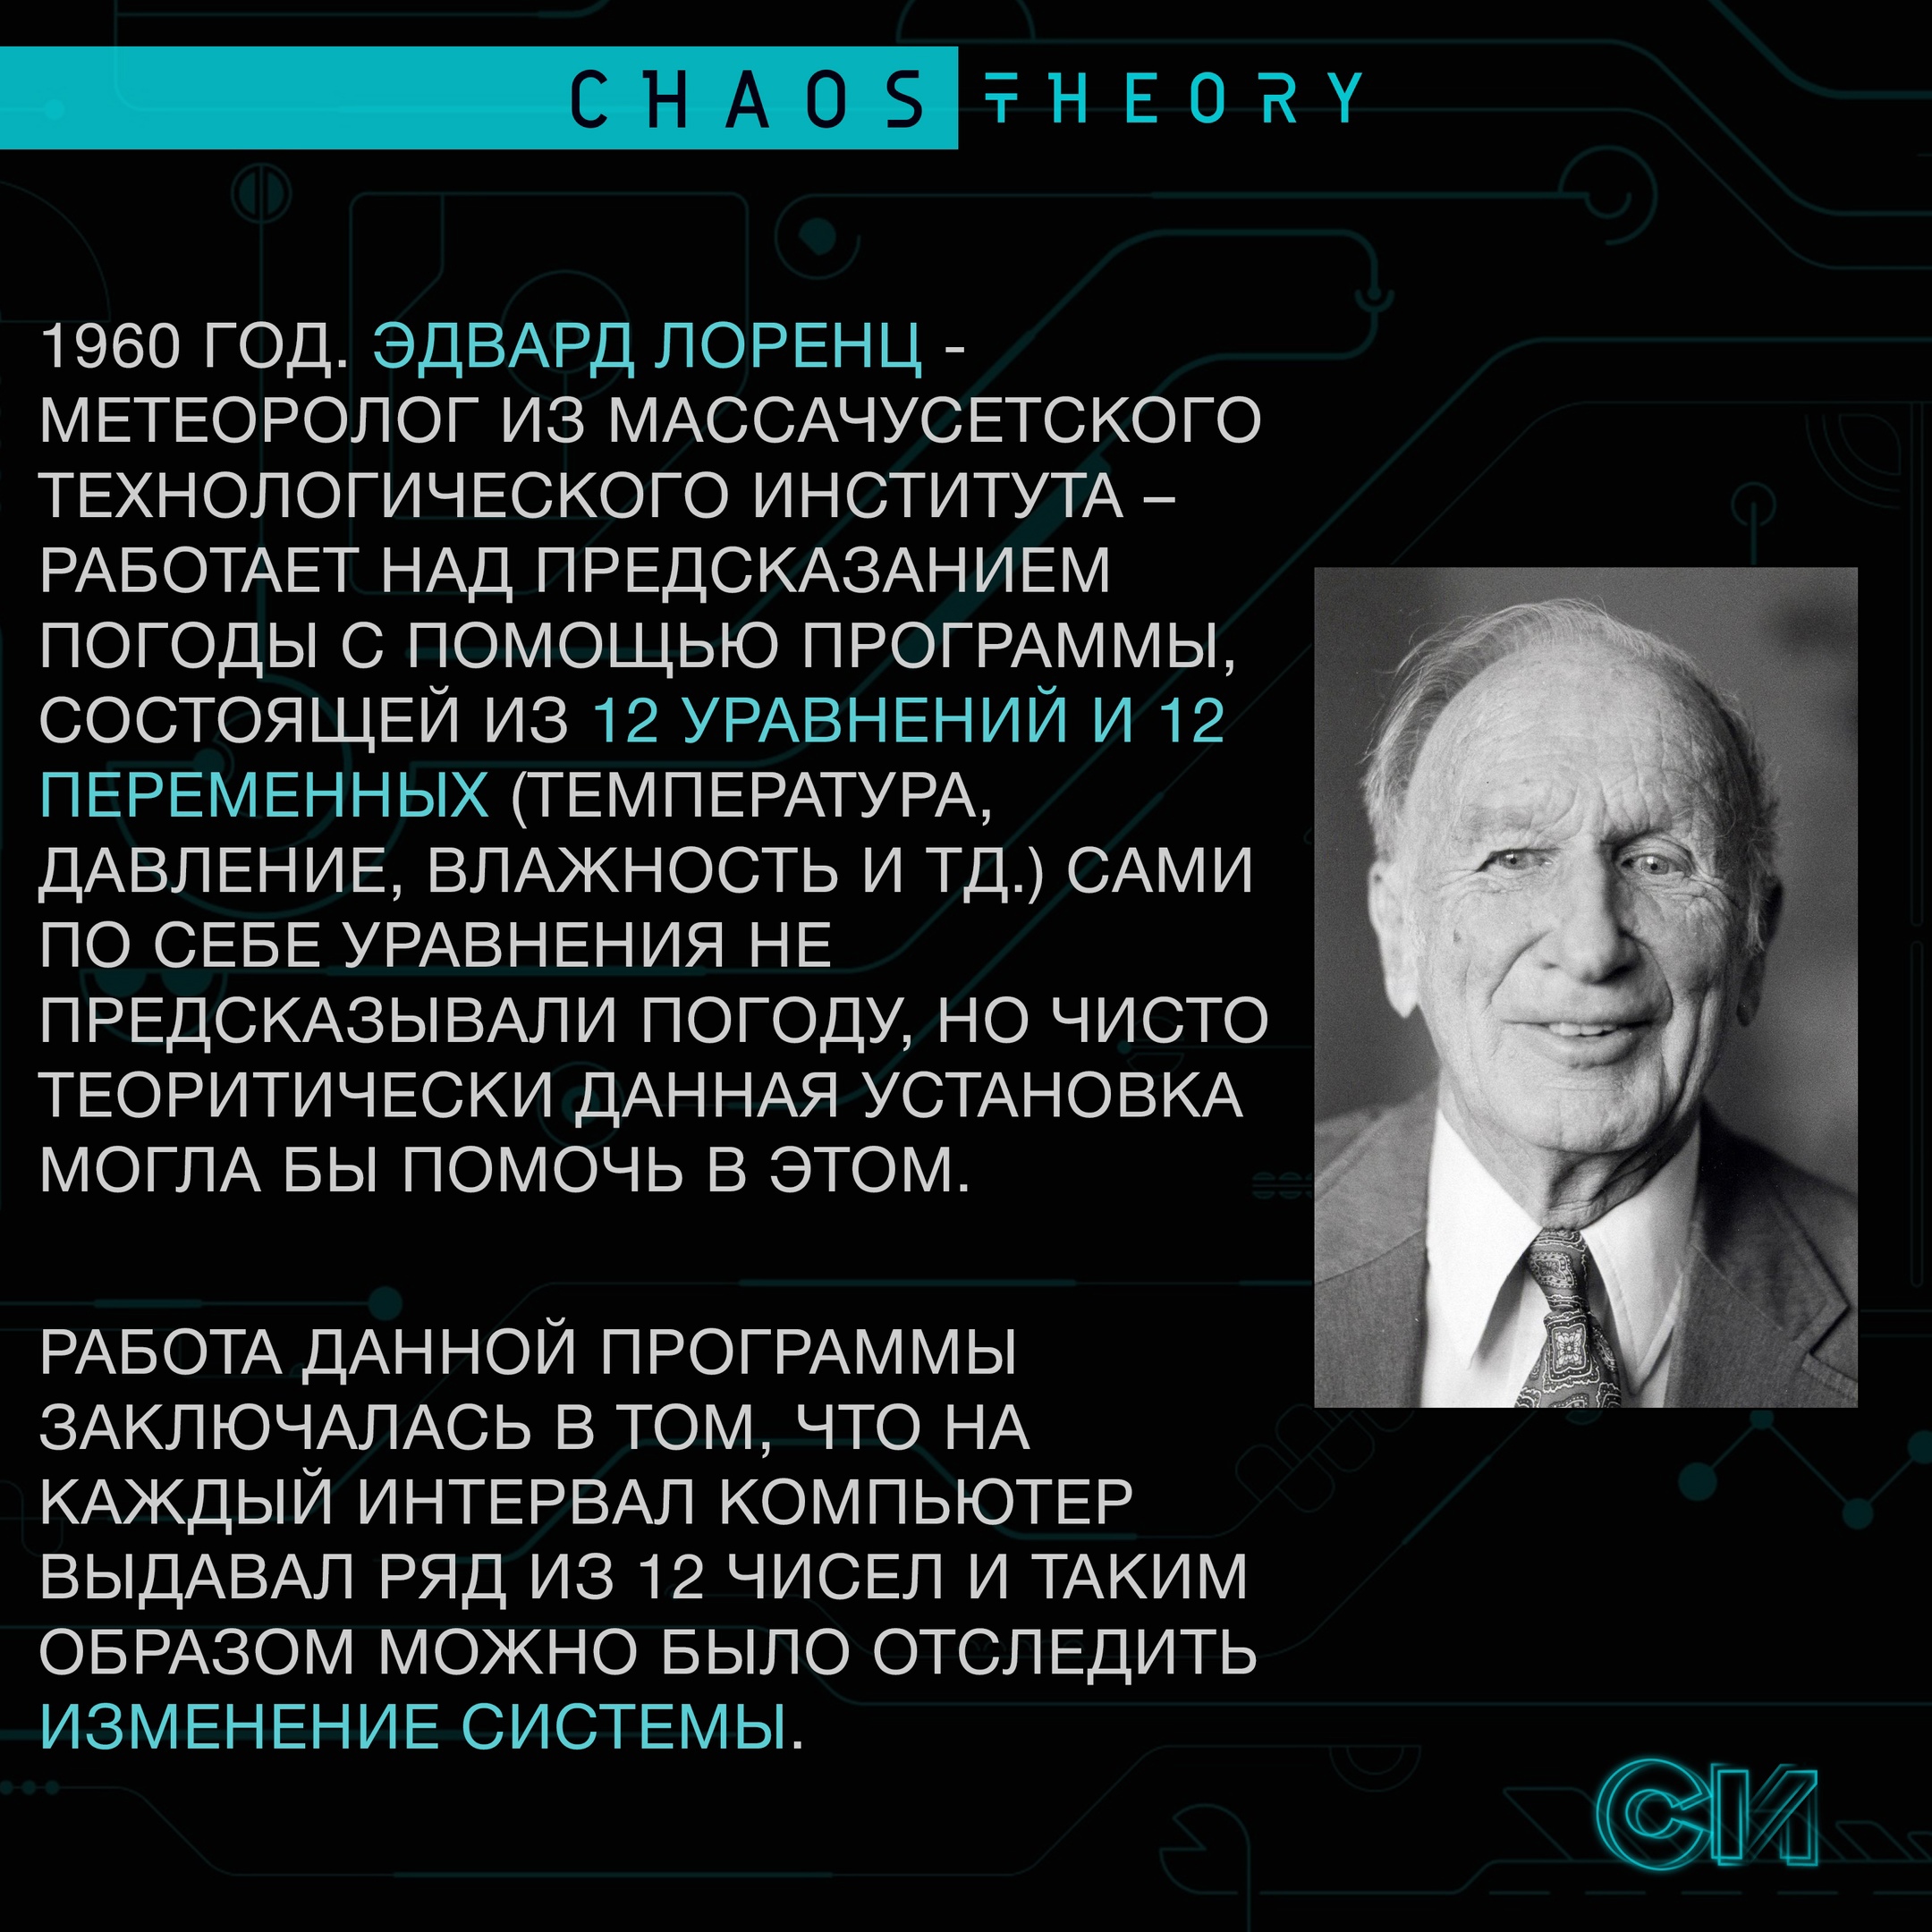 CHAOS THEORY
1960 ГОД. ЭДВАРД ЛОРЕНЦ -
МЕТЕОРОЛОГ ИЗ МАССАЧУСЕТСКОГО
ТЕХНОЛОГИЧЕСКОГО ИНСТИТУТА –
РАБОТАЕТ НАД ПРЕДСКАЗАНИЕМ
ПОГОДЫ С ПОМОЩЬЮ ПРОГРАММЫ,
СОСТОЯЩЕЙ ИЗ 12 УРАВНЕНИЙ И 12
ПЕРЕМЕННЫХ (ТЕМПЕРАТУРА,
ДАВЛЕНИЕ, ВЛАЖНОСТЬ И ТД.) САМИ
ПО СЕБЕ УРАВНЕНИЯ НЕ
ПРЕДСКАЗЫВАЛИ ПОГОДУ, НО ЧИСТО
ТЕОРИТИЧЕСКИ ДАННАЯ УСТАНОВКА
МОГЛА БЫ ПОМОЧЬ В ЭТОМ.
РАБОТА ДАННОЙ ПРОГРАММЫ
ЗАКЛЮЧАЛАСЬ В ТОМ, ЧТО НА
КАЖДЫЙ ИНТЕРВАЛ КОМПЬЮТЕР
ВЫДАВАЛ РЯД ИЗ 12 ЧИСЕЛ И ТАКИМ
ОБРАЗОМ МОЖНО БЫЛО ОТСЛЕДИТЬ
ИЗМЕНЕНИЕ СИСТЕМЫ.
СИ